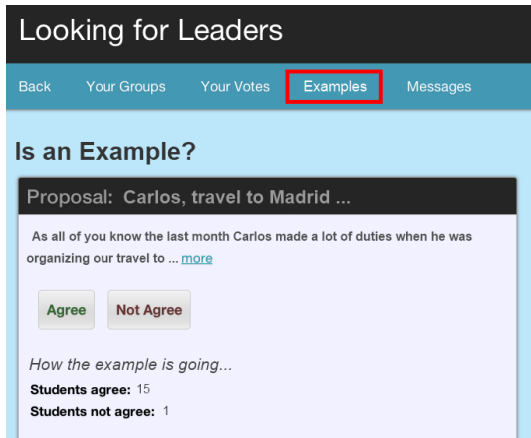 Looking for Leaders
Back Your Groups Your Votes Examples Messages
Is an Example?
Proposal: Carlos, travel to Madrid ...
As all of you know the last month Carlos made a lot of duties when he was
organizing our travel to ... more
Agree Not Agree
How the example is going...
Students agree: 15
Students not agree: 1